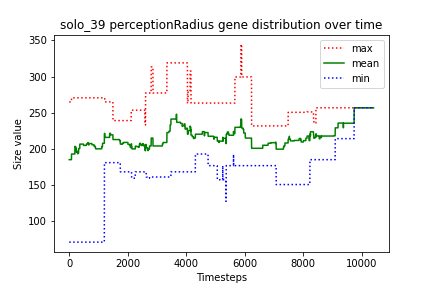 solo_39 perceptionRadius gene distribution over time
350
300
250
200
150
100
Size value
max
mean
min
0
2000
4000
6000
8000
10000
Timesteps